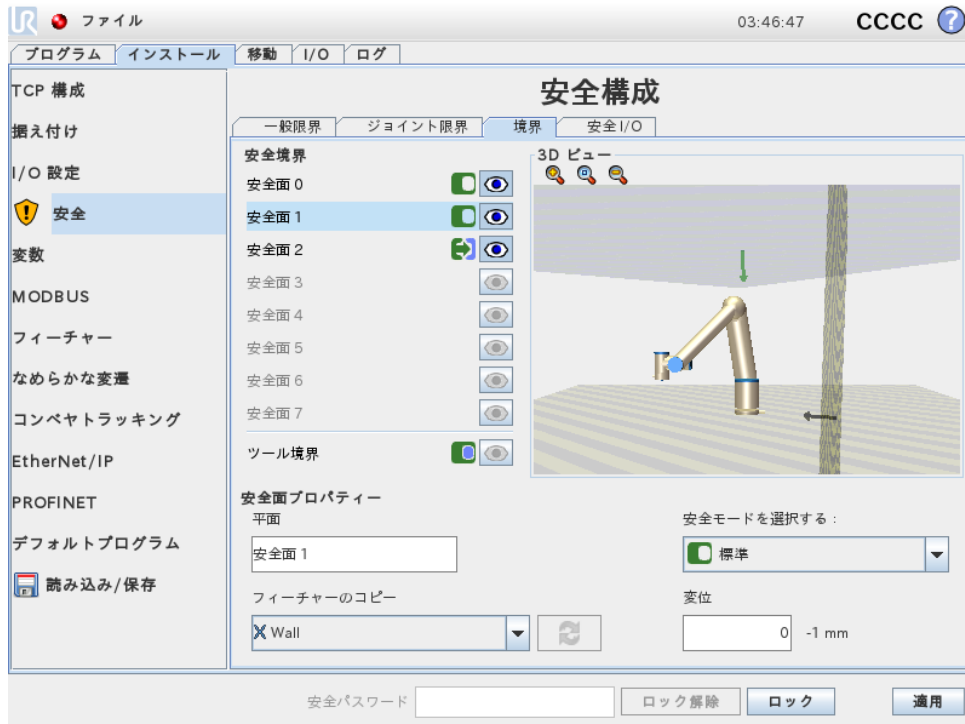 UR ファイル 03:46:47 CCCC ?
プログラム インストール 移動 I/O ログ
TCP 構成
据え付け
I/O 設定
安全
変数
MODBUS
フィーチャー
なめらかな変遷
コンベヤトラッキング
EtherNet/IP
PROFINET
デフォルトプログラム
読み込み/保存
安全構成
一般限界 ジョイント限界 境界 安全I/O
安全境界
安全面 0
安全面 1
安全面 2
安全面 3
安全面 4
安全面 5
安全面 6
安全面 7
ツール境界
3D ビュー
安全面プロパティー
平面
安全面 1
安全モードを選択する：
標準
フィーチャーのコピー
Wall
変位
0 -1 mm
安全パスワード ロック解除 ロック 適用